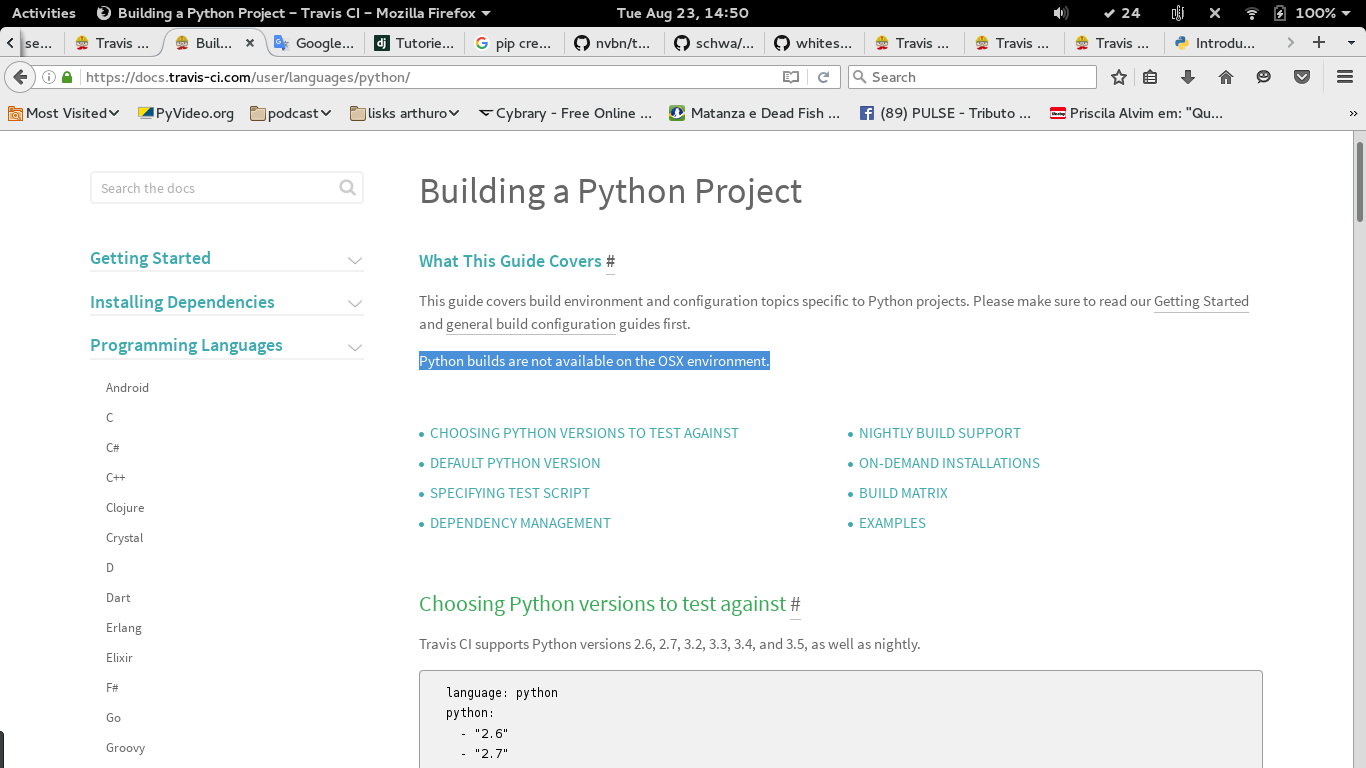 Activities Building a Python Project – Travis CI – Mozilla Firefox Tue Aug 23, 14:50 24 100%
se... Travis ... Buil... Google... Tutorie... pip cre... nvbn/t... schwa/... whites... Travis ... Travis ... Travis ... Introdu...
https://docs.travis-ci.com/user/languages/python/ Search
Most Visited PyVideo.org podcast lisks arthuro Cybrary - Free Online ... Matanza e Dead Fish ... (89) PULSE - Tributo ... Priscila Alvim em: "Qu... »
Search the docs
Getting Started
Installing Dependencies
Programming Languages
Android
C
C#
C++
Clojure
Crystal
D
Dart
Erlang
Elixir
F#
Go
Groovy
Building a Python Project
What This Guide Covers #
This guide covers build environment and configuration topics specific to Python projects. Please make sure to read our Getting Started
and general build configuration guides first.
Python builds are not available on the OSX environment.
• CHOOSING PYTHON VERSIONS TO TEST AGAINST
• DEFAULT PYTHON VERSION
• SPECIFYING TEST SCRIPT
• DEPENDENCY MANAGEMENT
• NIGHTLY BUILD SUPPORT
• ON-DEMAND INSTALLATIONS
• BUILD MATRIX
• EXAMPLES
Choosing Python versions to test against #
Travis CI supports Python versions 2.6, 2.7, 3.2, 3.3, 3.4, and 3.5, as well as nightly.
language: python
python:
- "2.6"
- "2.7"